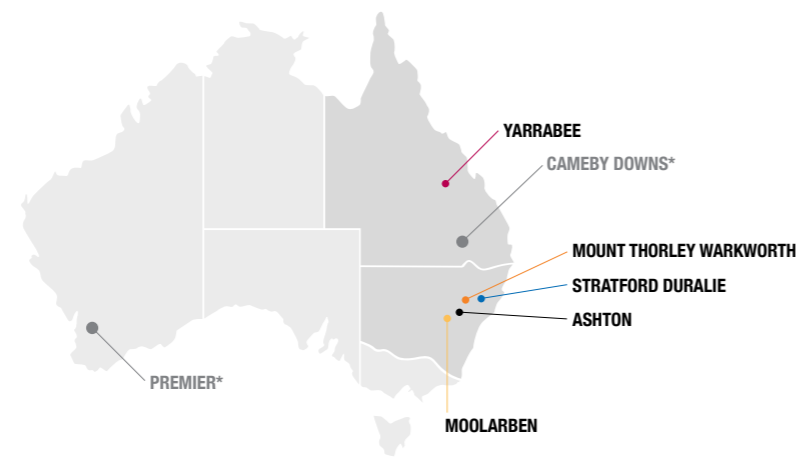 YARRABEE
CAMEBY DOWNS*
MOUNT THORLEY WARKWORTH
STRATFORD DURALIE
ASHTON
PREMIER*
MOOLARBEN